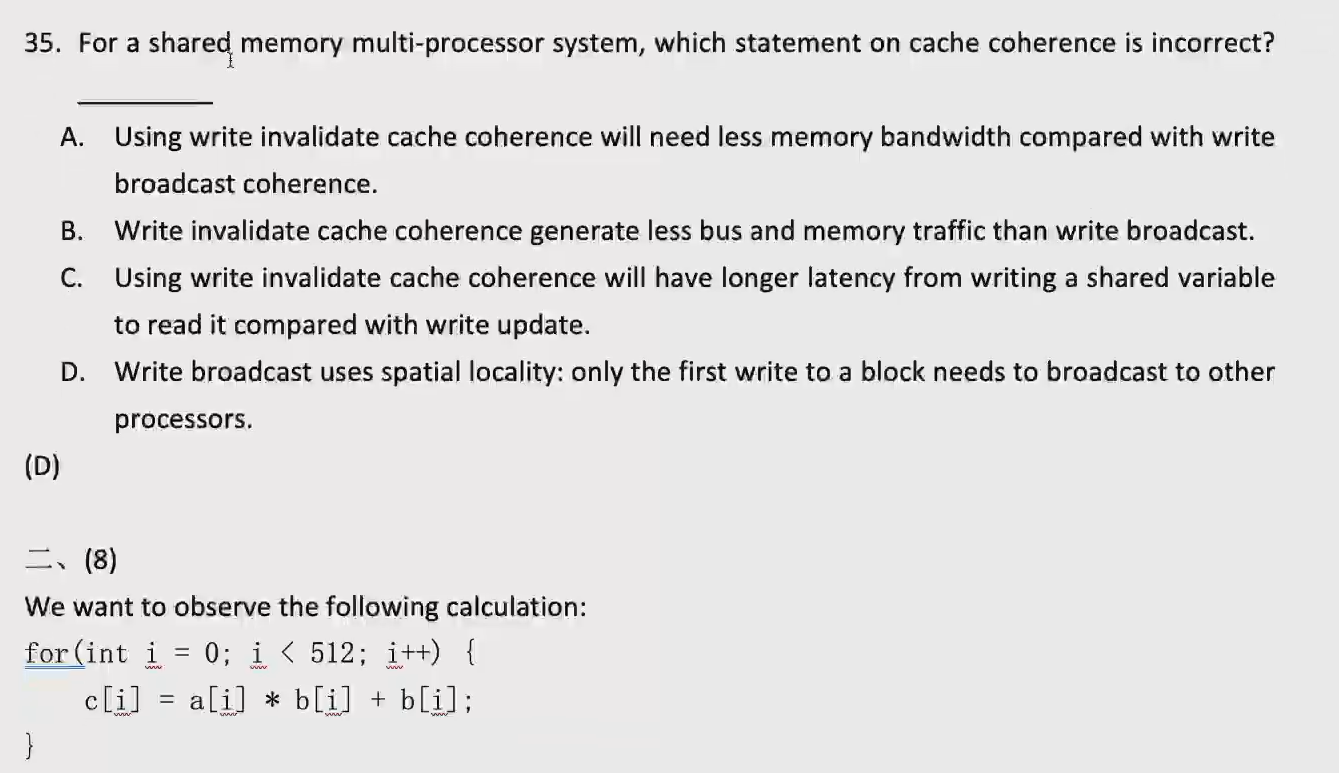 35. For a shared memory multi-processor system, which statement on cache coherence is incorrect?
A. Using write invalidate cache coherence will need less memory bandwidth compared with write
broadcast coherence.
B. Write invalidate cache coherence generate less bus and memory traffic than write broadcast.
C. Using write invalidate cache coherence will have longer latency from writing a shared variable
to read it compared with write update.
D. Write broadcast uses spatial locality: only the first write to a block needs to broadcast to other
processors.
(D)
二、(8)
We want to observe the following calculation:
for(int i = 0; i < 512; i++) {
c[i] = a[i] * b[i] + b[i];
}